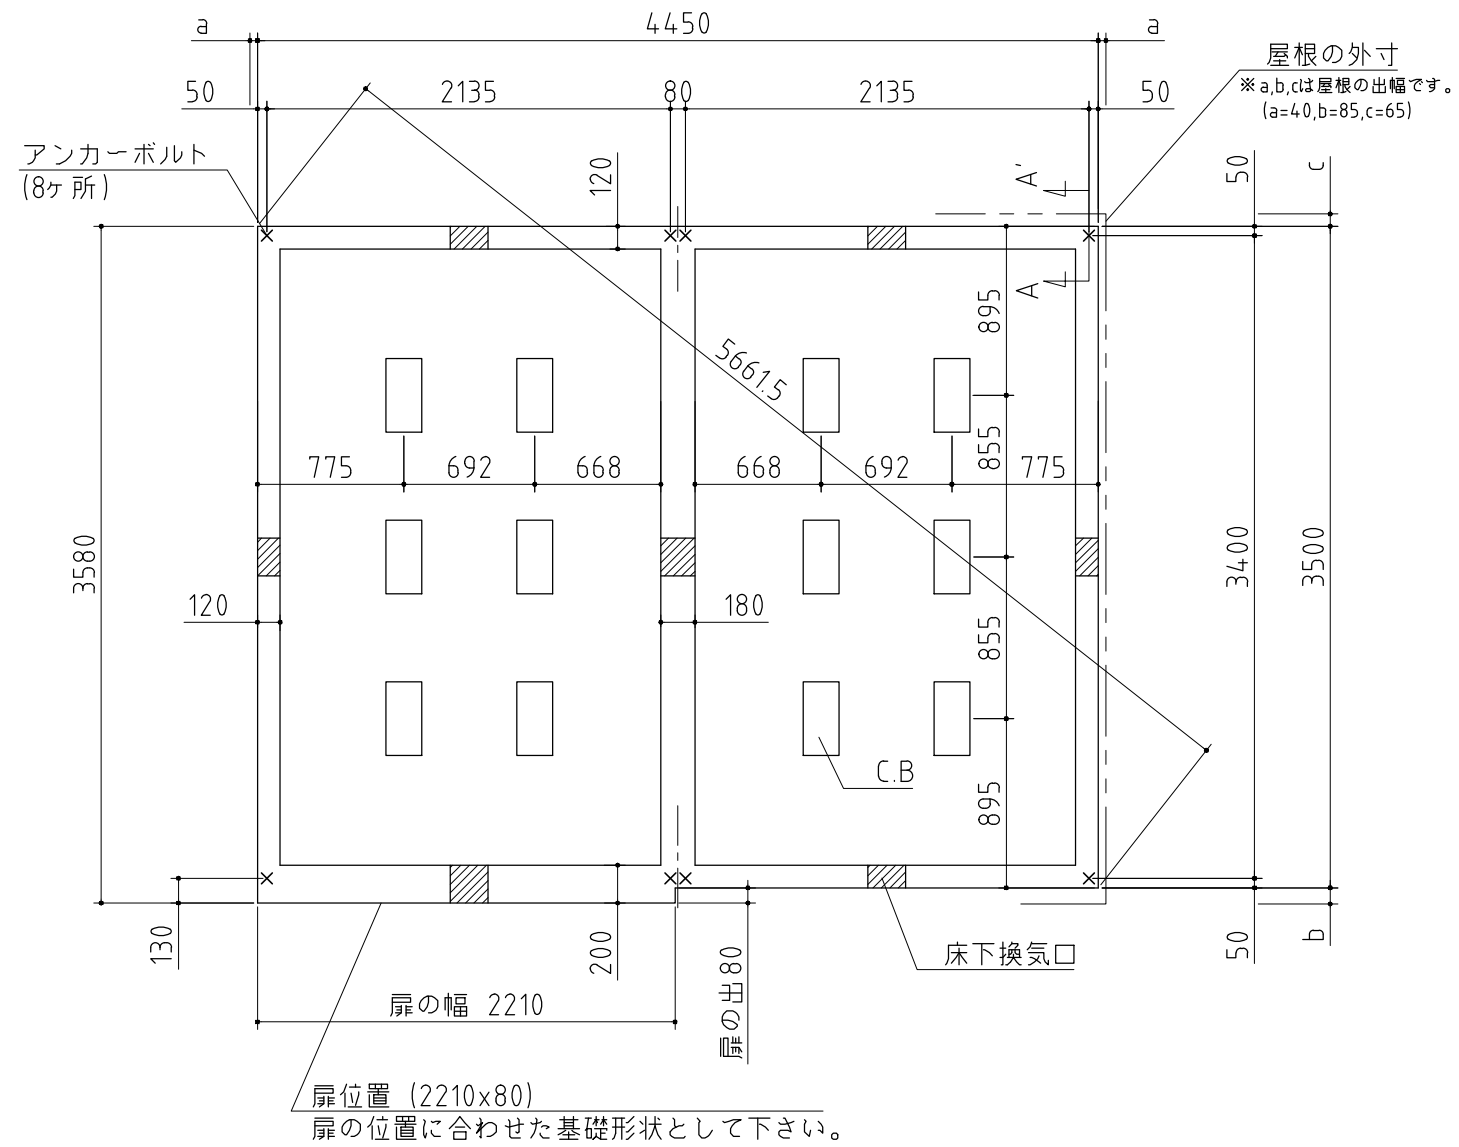 a
4450
a
屋根の外寸
※a,b,cは屋根の出幅です。
(a=40,b=85,c=65)
50
2135
80
2135
50
アンカーボルト
(8ヶ所)
120
A'
50
c
A
895
5661.5
855
775
692
668
668
692
775
3580
3400
3500
120
180
855
C.B
895
130
200
扉の出80
床下換気口
50
b
扉の幅 2210
扉位置 (2210x80)
扉の位置に合わせた基礎形状として下さい。